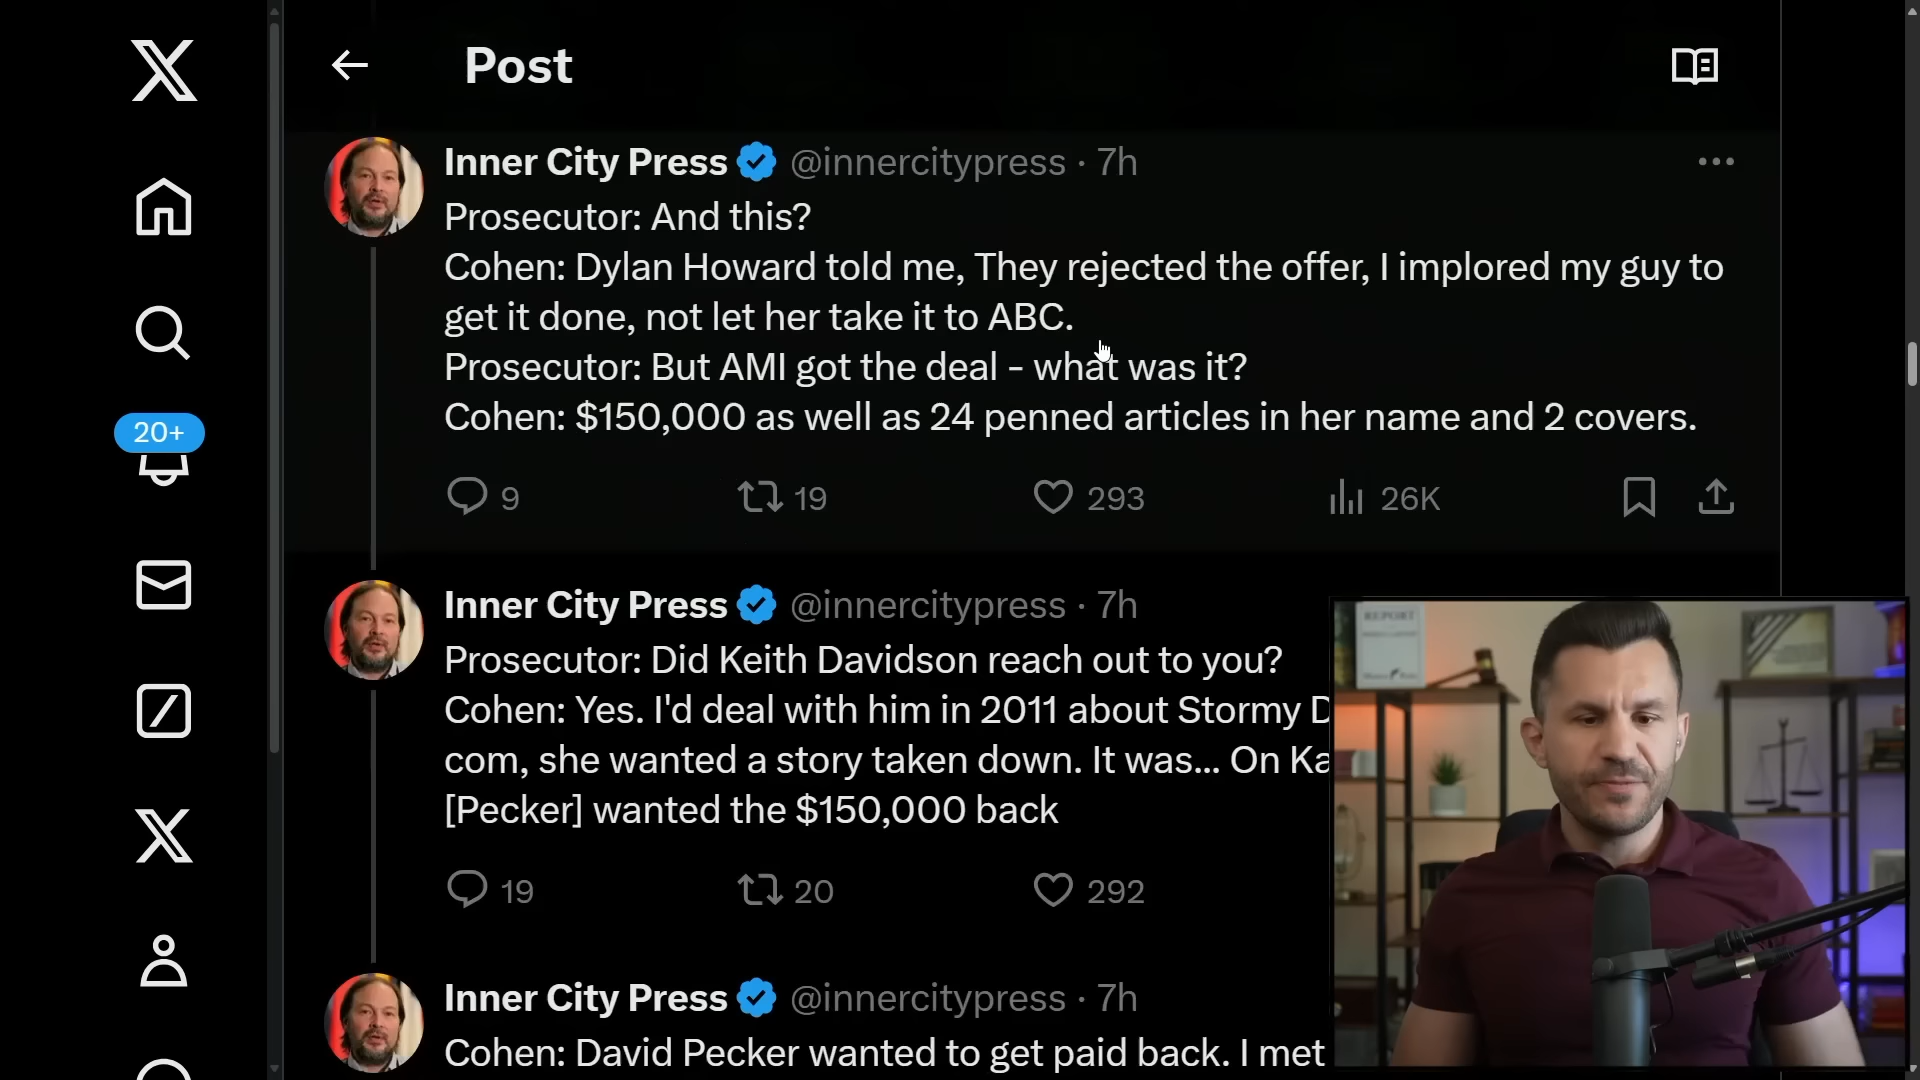 Post
Inner City Press @innercitypress · 7h
Prosecutor: And this?
Cohen: Dylan Howard told me, They rejected the offer, I implored my guy to
get it done, not let her take it to ABC.
Prosecutor: But AMI got the deal - what was it?
Cohen: $150,000 as well as 24 penned articles in her name and 2 covers.
20+
9 19 293 26K
Inner City Press @innercitypress · 7h
Prosecutor: Did Keith Davidson reach out to you?
Cohen: Yes. I'd deal with him in 2011 about Stormy D
com, she wanted a story taken down. It was... On Ka
[Pecker] wanted the $150,000 back
19 20 292
Inner City Press @innercitypress · 7h
Cohen: David Pecker wanted to get paid back. I met
REPORT